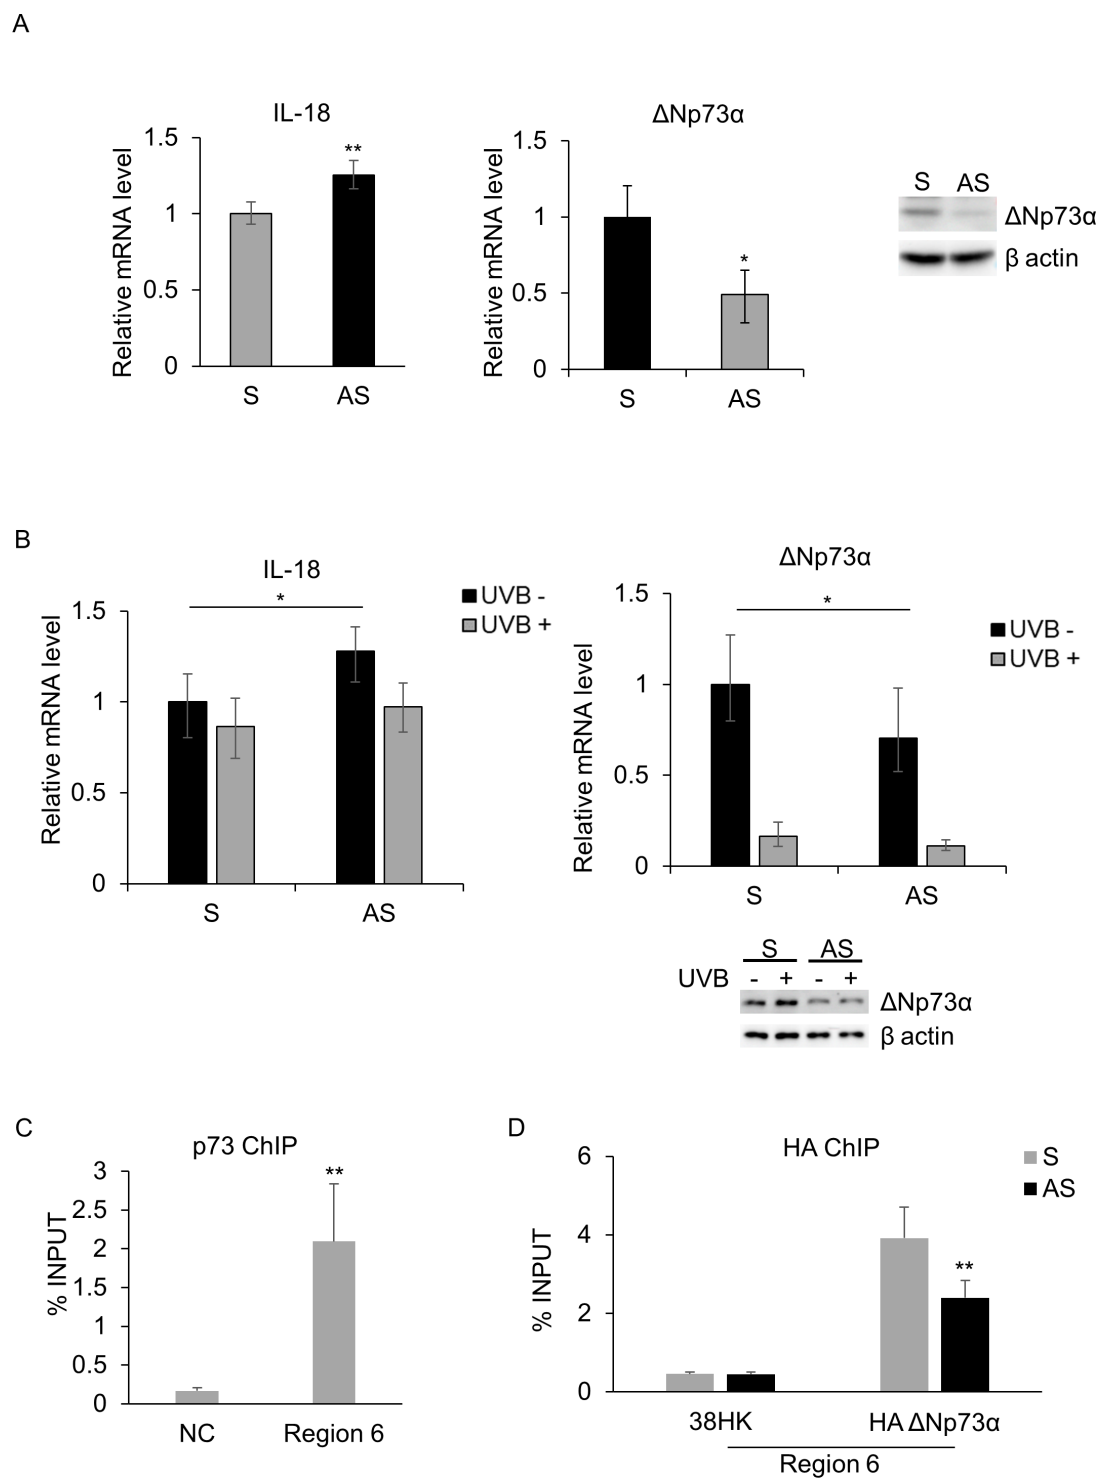 A
IL-18
Relative mRNA level
1.5
1
0.5
0
**
S
AS
ΔNp73α
Relative mRNA level
1.5
1
0.5
0
*
S
AS
S AS
ΔNp73α
β actin
B
IL-18
Relative mRNA level
1.5
1
0.5
0
*
UVB -
UVB +
S
AS
ΔNp73α
Relative mRNA level
1.5
1
0.5
0
*
UVB -
UVB +
S
AS
S AS
UVB - + - +
ΔNp73α
β actin
C
p73 ChIP
% INPUT
3
2.5
2
1.5
1
0.5
0
**
NC
Region 6
D
HA ChIP
% INPUT
6
4
2
0
**
S
AS
38HK
HA ΔNp73α
Region 6